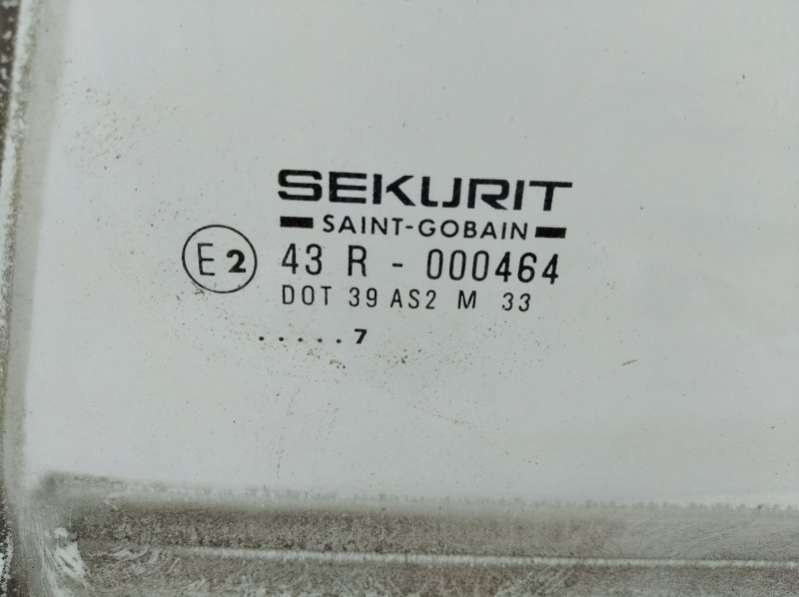 SEKURIT
SAINT-GOBAIN
E2 43 R - 000464
DOT 39 AS2 M 33
.....7